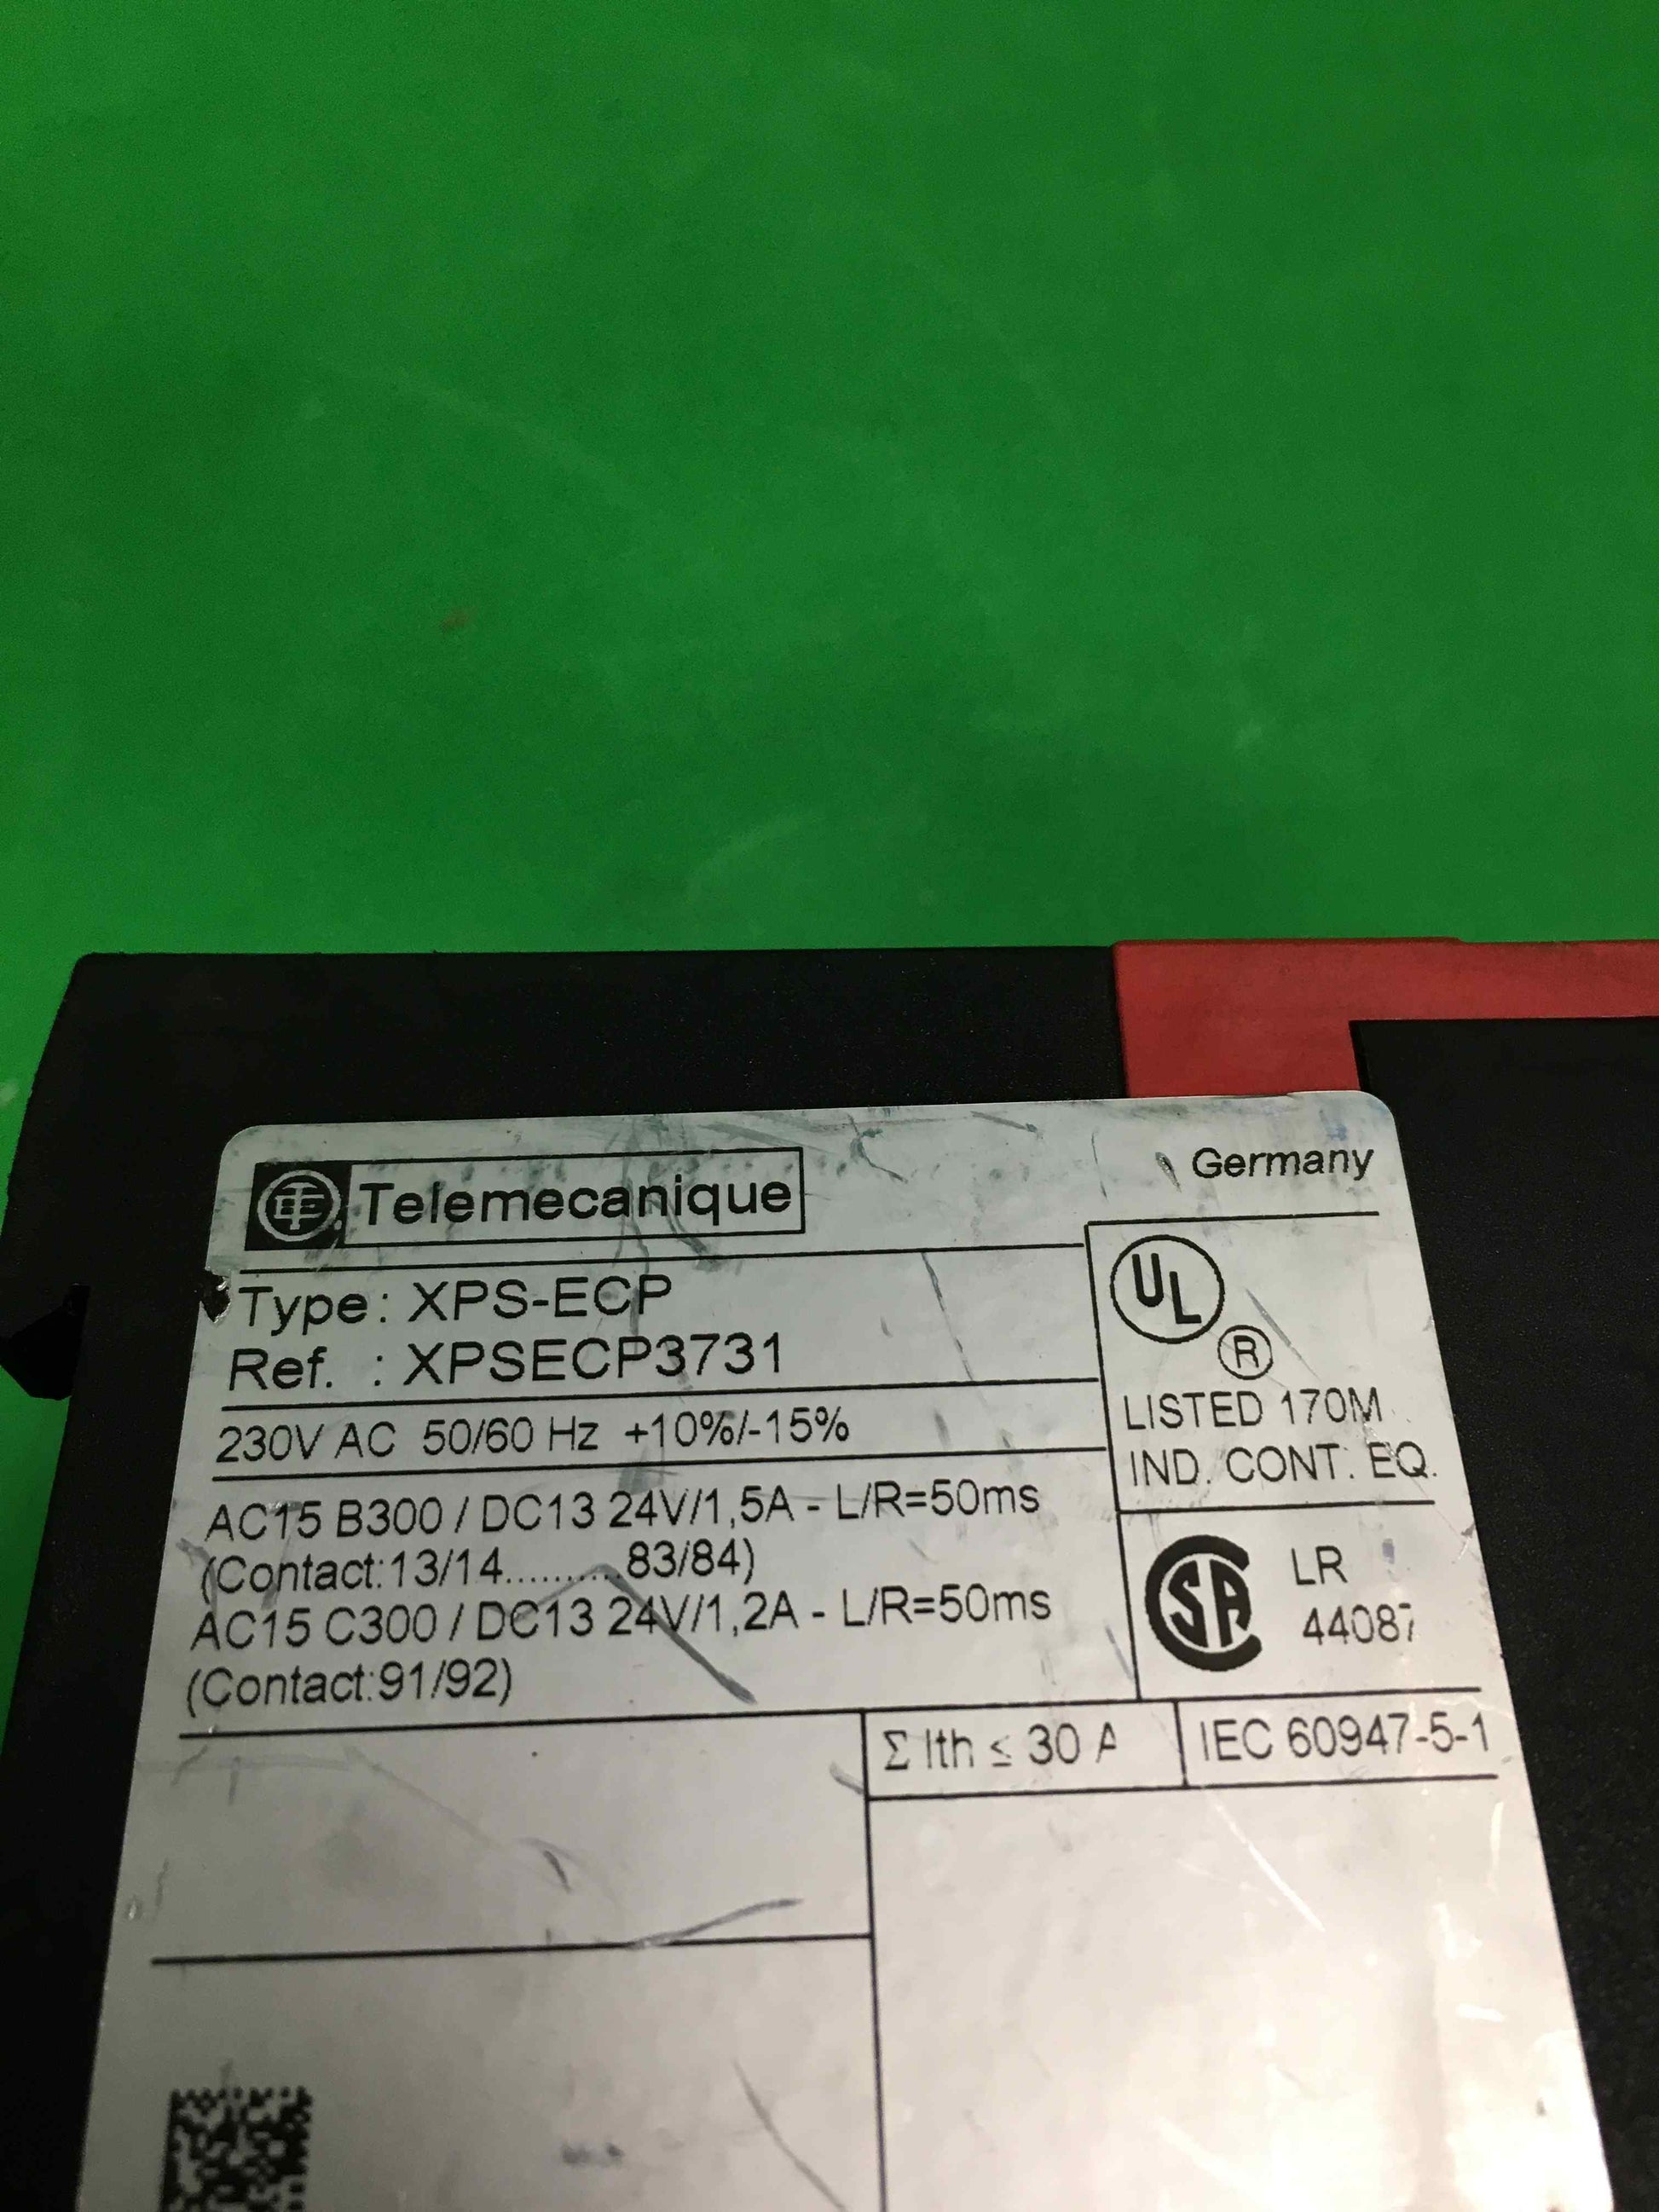 Telemecanique
Germany
Type: XPS-ECP
Ref. : XPSECP3731
230V AC 50/60 Hz +10%/-15%
AC15 B300 / DC13 24V/1,5A - L/R=50ms
(Contact:13/14..........83/84)
AC15 C300 / DC13 24V/1,2A - L/R=50ms
(Contact:91/92)
UL
®
LISTED 170M
IND. CONT. EQ.
SA
LR
44087
Σ Ith ≤ 30 A
IEC 60947-5-1